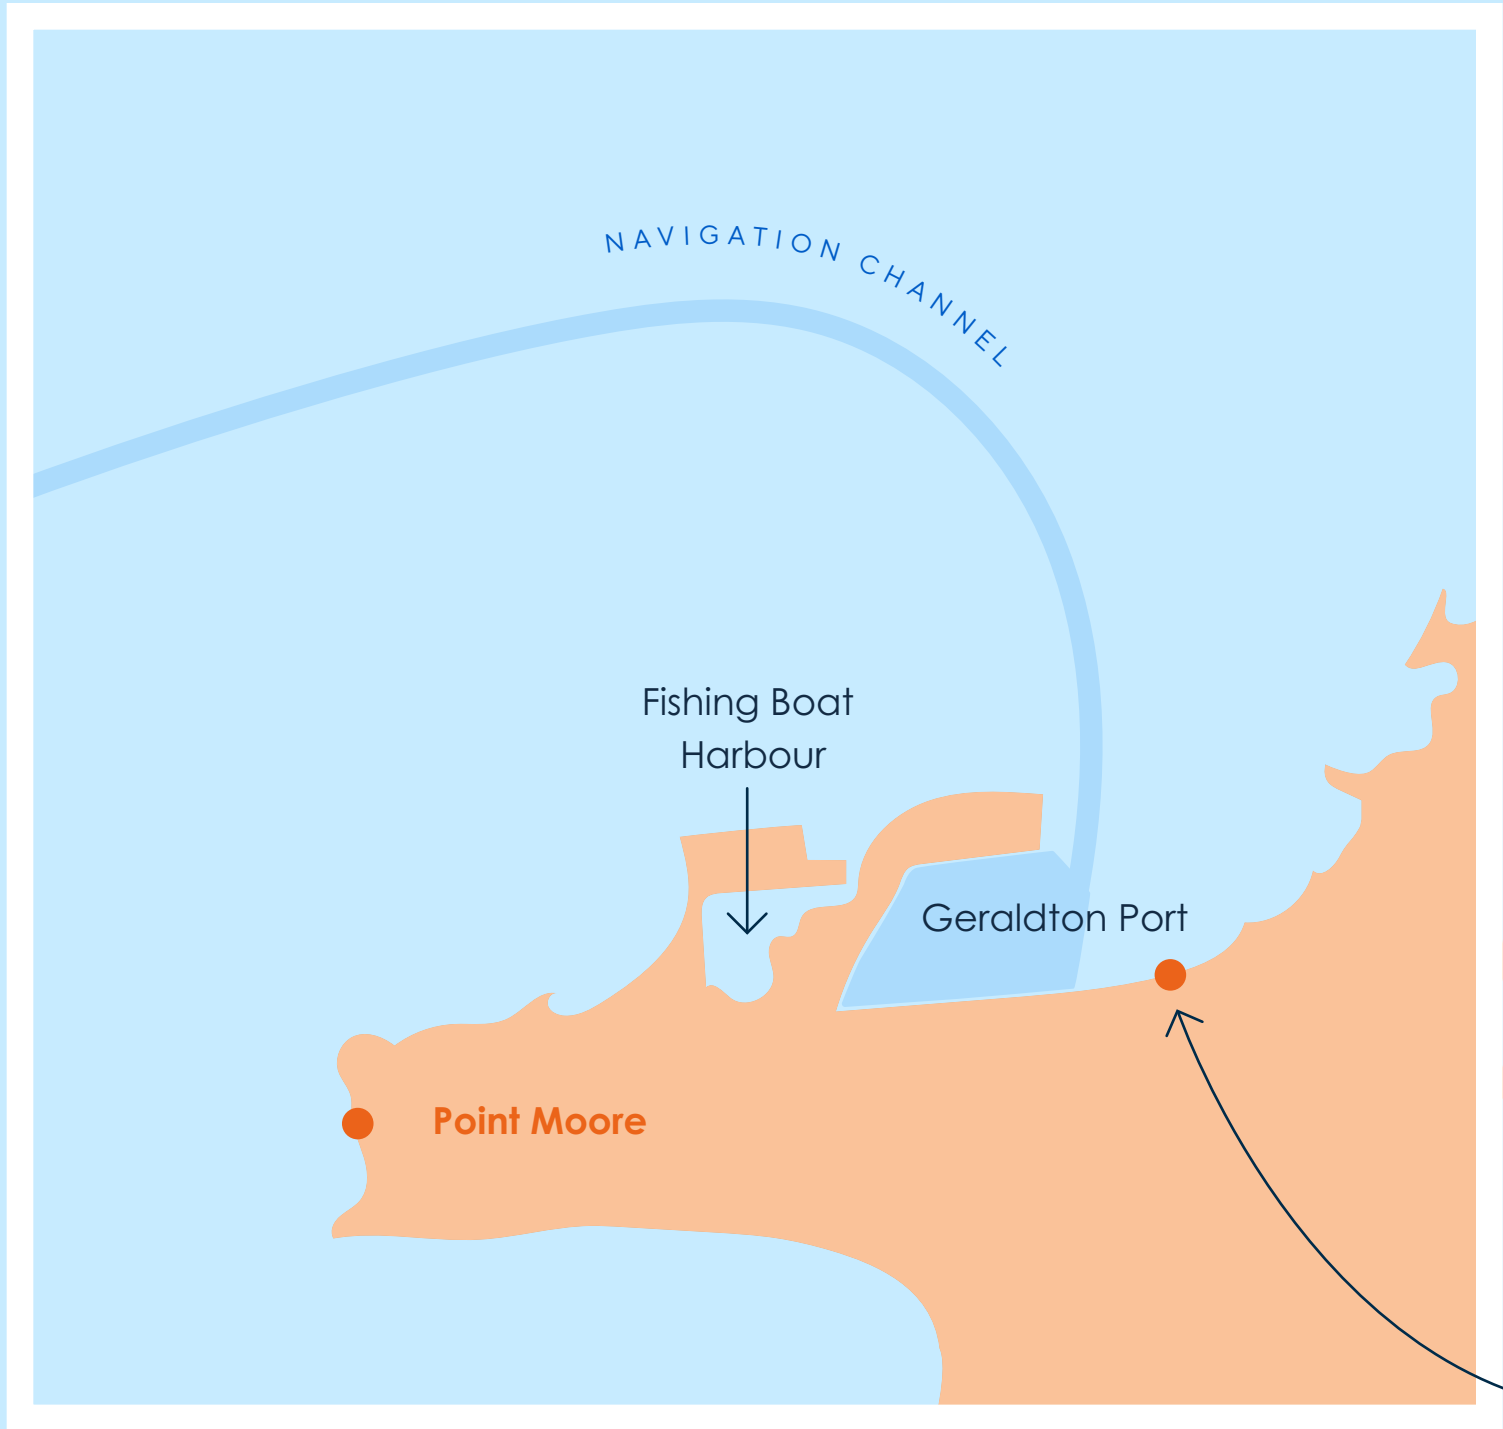 NAVIGATION CHANNEL
Fishing Boat
Harbour
Geraldton Port
Point Moore